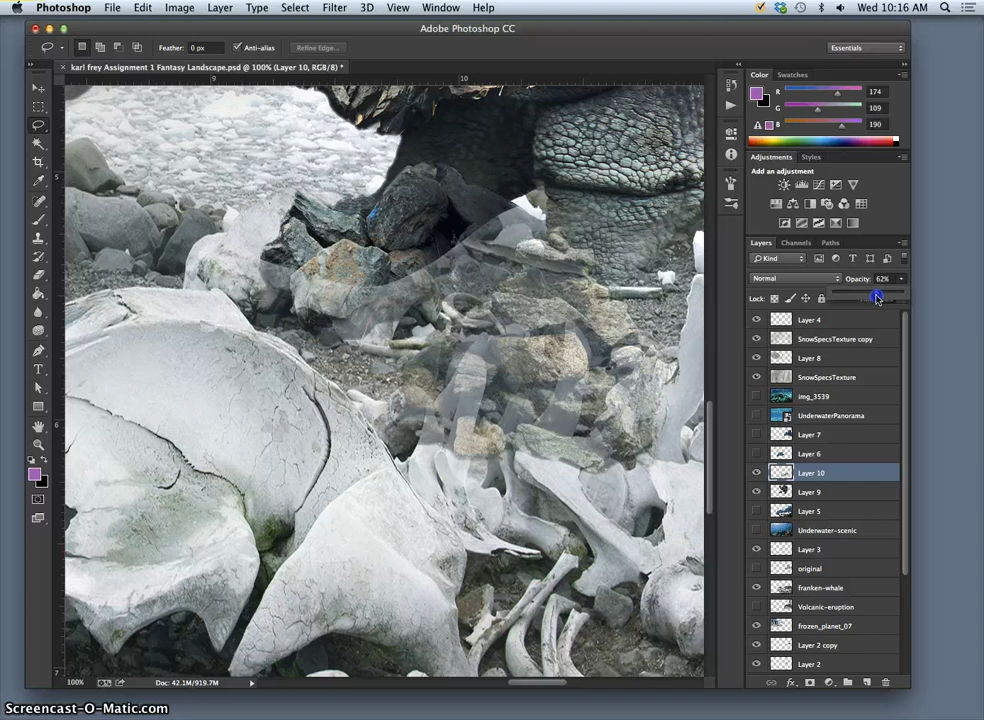 Photoshop File Edit Image Layer Type Select Filter 3D View Window Help Wed 10:16 AM
Adobe Photoshop CC
Feather: 0 px Anti-alias Refine Edge... Essentials
× karl frey Assignment 1 Fantasy Landscape.psd @ 100% (Layer 10, RGB/8) *
9 10
5
6
7
Color Swatches
R 174
G 109
B 190
Adjustments Styles
Add an adjustment
Layers Channels Paths
Kind
Normal Opacity: 62%
Lock:
Layer 4
SnowSpecsTexture copy
Layer 8
SnowSpecsTexture
img_3539
UnderwaterPanorama
Layer 7
Layer 6
Layer 10
Layer 9
Layer 5
Underwater-scenic
Layer 3
original
franken-whale
Volcanic-eruption
frozen_planet_07
Layer 2 copy
Layer 2
100% Doc: 42.1M/919.7M
Screencast-O-Matic.com